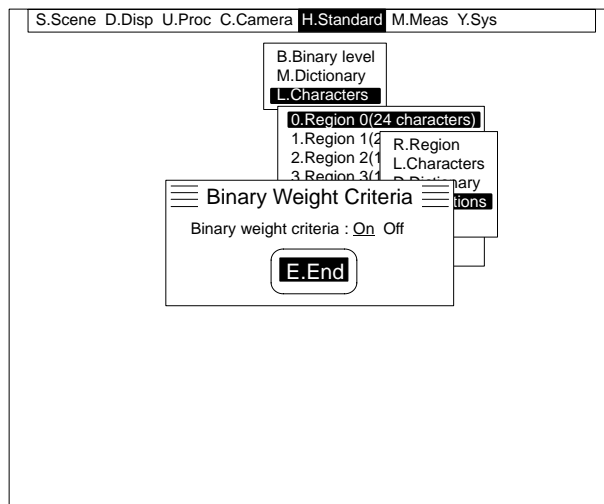 S.Scene D.Disp U.Proc C.Camera H.Standard M.Meas Y.Sys
B.Binary level
M.Dictionary
L.Characters
0.Region 0(24 characters)
1.Region 1(2
2.Region 2(1
3.Region 3(1
R.Region
L.Characters
Binary Weight Criteria
Binary weight criteria : On Off
E.End